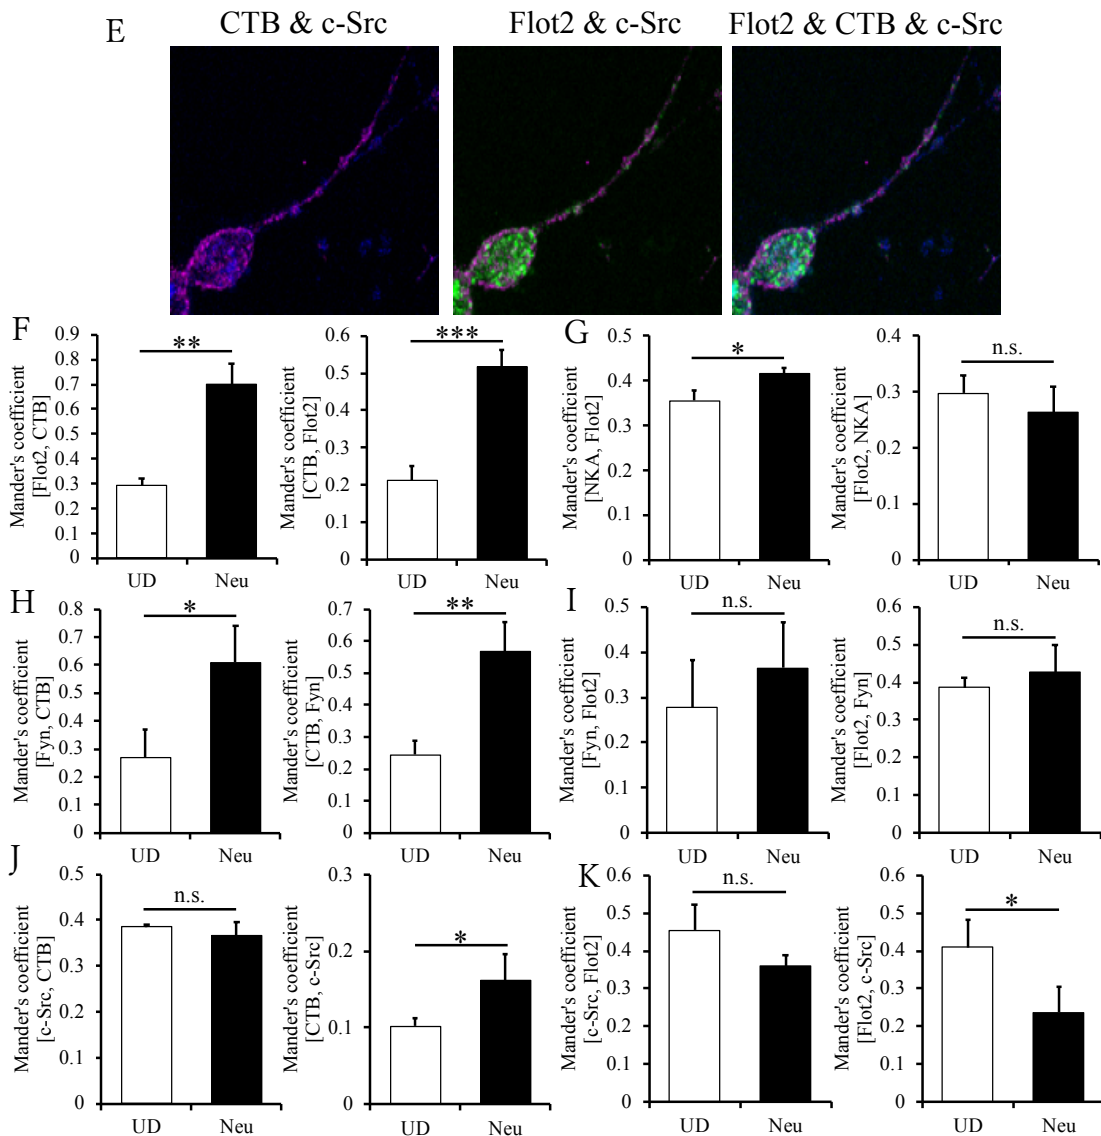 E
CTB & c-Src
Flot2 & c-Src
Flot2 & CTB & c-Src
F
Mander's coefficient
[Flot2, CTB]
0.9
0.8
0.7
0.6
0.5
0.4
0.3
0.2
0.1
0
**
UD
Neu
Mander's coefficient
[CTB, Flot2]
0.6
0.5
0.4
0.3
0.2
0.1
0
***
UD
Neu
G
Mander's coefficient
[NKA, Flot2]
0.5
0.4
0.3
0.2
0.1
0
*
UD
Neu
Mander's coefficient
[Flot2, NKA]
0.4
0.3
0.2
0.1
0
n.s.
UD
Neu
H
Mander's coefficient
[Fyn, CTB]
0.8
0.7
0.6
0.5
0.4
0.3
0.2
0.1
0
*
UD
Neu
Mander's coefficient
[CTB, Fyn]
0.7
0.6
0.5
0.4
0.3
0.2
0.1
0
**
UD
Neu
I
Mander's coefficient
[Fyn, Flot2]
0.5
0.4
0.3
0.2
0.1
0
n.s.
UD
Neu
Mander's coefficient
[Flot2, Fyn]
0.6
0.5
0.4
0.3
0.2
0.1
0
n.s.
UD
Neu
J
Mander's coefficient
[c-Src, CTB]
0.5
0.4
0.3
0.2
0.1
0
n.s.
UD
Neu
Mander's coefficient
[CTB, c-Src]
0.3
0.2
0.1
0
*
UD
Neu
K
Mander's coefficient
[c-Src, Flot2]
0.6
0.5
0.4
0.3
0.2
0.1
0
n.s.
UD
Neu
Mander's coefficient
[Flot2, c-Src]
0.6
0.5
0.4
0.3
0.2
0.1
0
*
UD
Neu